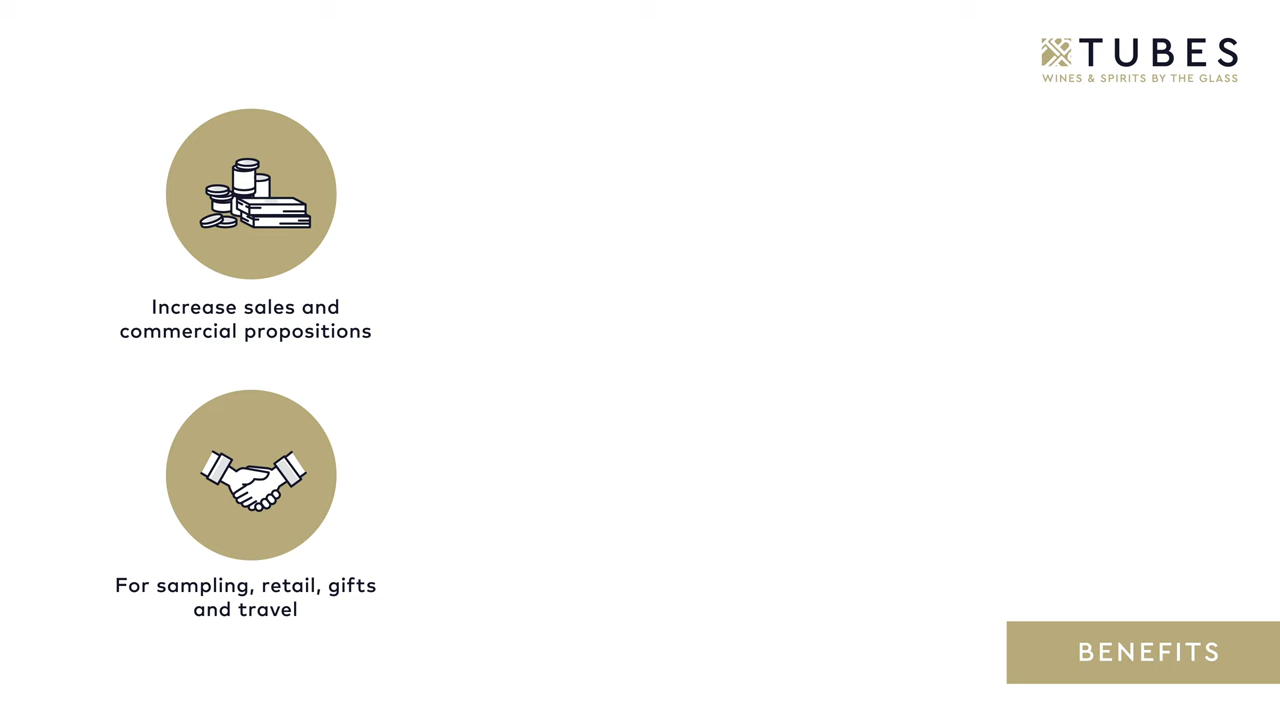 TUBES
WINES & SPIRITS BY THE GLASS
Increase sales and
commercial propositions
For sampling, retail, gifts
and travel
BENEFITS